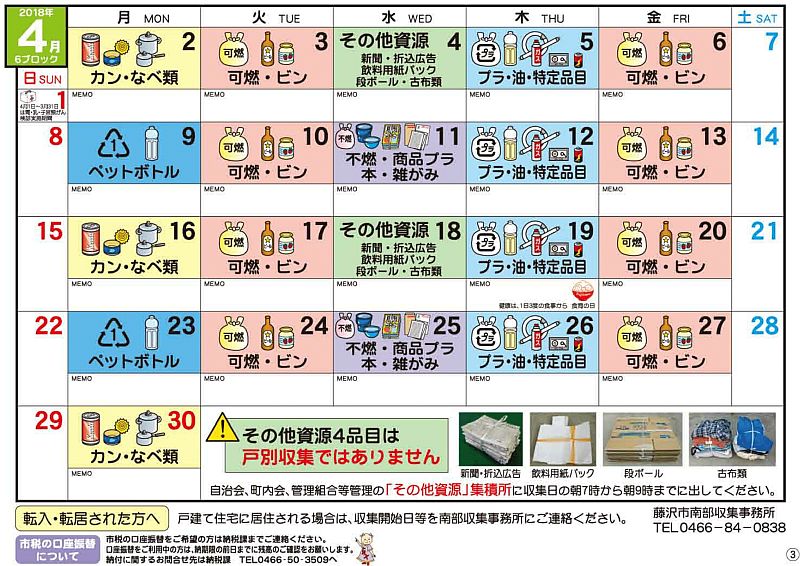 2018年
4月
6ブロック
月 MON
火 TUE
水 WED
木 THU
金 FRI
土 SAT
日 SUN
2
カン・なべ類
MEMO
可燃
3
可燃・ビン
MEMO
その他資源 4
新聞・折込広告
飲料用紙パック
段ボール・古布類
MEMO
プラ
5
プラ・油・特定品目
MEMO
可燃
6
可燃・ビン
MEMO
7
1
4月1日〜3月31日
は胃・乳・子宮頸がん
検診実施期間
8
1
9
ペットボトル
MEMO
可燃
10
可燃・ビン
MEMO
不燃
11
不燃・商品プラ
本・雑がみ
MEMO
プラ
12
プラ・油・特定品目
MEMO
可燃
13
可燃・ビン
MEMO
14
15
16
カン・なべ類
MEMO
可燃
17
可燃・ビン
MEMO
その他資源 18
新聞・折込広告
飲料用紙パック
段ボール・古布類
MEMO
プラ
19
プラ・油・特定品目
MEMO
健康は、1日3度の食事から 食育の日
可燃
20
可燃・ビン
MEMO
21
22
1
23
ペットボトル
MEMO
可燃
24
可燃・ビン
MEMO
不燃
25
不燃・商品プラ
本・雑がみ
MEMO
プラ
26
プラ・油・特定品目
MEMO
可燃
27
可燃・ビン
MEMO
28
29
30
カン・なべ類
MEMO
その他資源4品目は
戸別収集ではありません
新聞・折込広告
飲料用紙パック
段ボール
古布類
自治会、町内会、管理組合等管理の「その他資源」集積所に収集日の朝7時から朝9時までに出してください。
転入・転居された方へ
戸建て住宅に居住される場合は、収集開始日等を南部収集事務所にご連絡ください。
藤沢市南部収集事務所
TEL0466-84-0838
市税の口座振替
について
市税の口座振替をご希望の方は納税課までご連絡ください。
口座振替をご利用中の方は、納期限の前日までに残高のご確認をお願いします。
納付に関するお問合せ先は納税課 TEL0466-50-3509へ
3